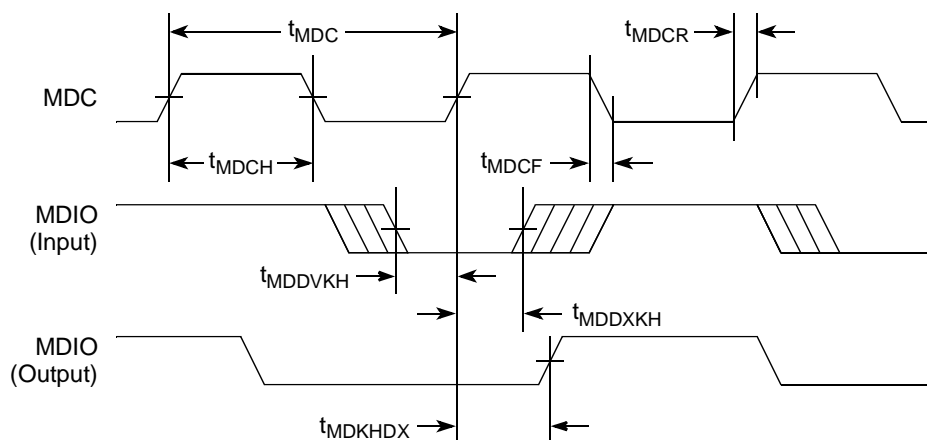 tMDC
tMDCR
MDC
tMDCH
tMDCF
MDIO
(Input)
tMDDVKH
tMDDXKH
MDIO
(Output)
tMDKHDX